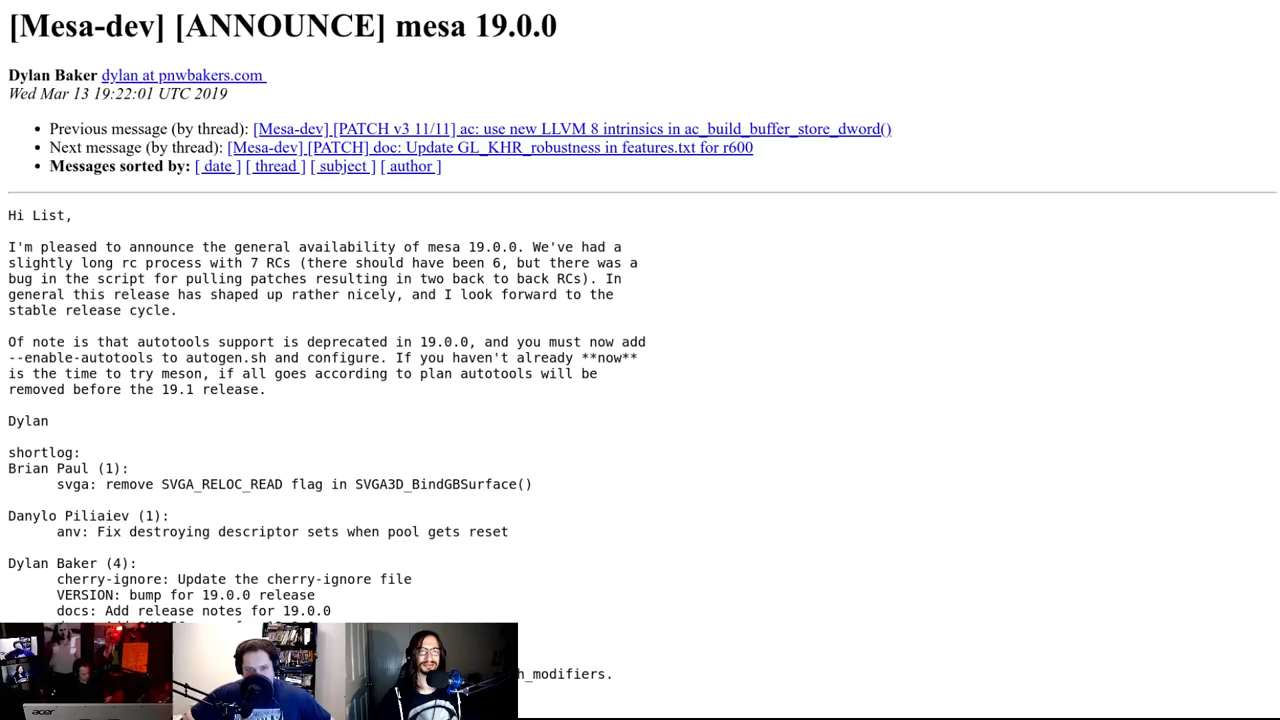 [Mesa-dev] [ANNOUNCE] mesa 19.0.0
Dylan Baker dylan at pnwbakers.com
Wed Mar 13 19:22:01 UTC 2019
• Previous message (by thread): [Mesa-dev] [PATCH v3 11/11] ac: use new LLVM 8 intrinsics in ac_build_buffer_store_dword()
• Next message (by thread): [Mesa-dev] [PATCH] doc: Update GL_KHR_robustness in features.txt for r600
• Messages sorted by: [ date ] [ thread ] [ subject ] [ author ]
Hi List,
I'm pleased to announce the general availability of mesa 19.0.0. We've had a
slightly long rc process with 7 RCs (there should have been 6, but there was a
bug in the script for pulling patches resulting in two back to back RCs). In
general this release has shaped up rather nicely, and I look forward to the
stable release cycle.
Of note is that autotools support is deprecated in 19.0.0, and you must now add
--enable-autotools to autogen.sh and configure. If you haven't already **now**
is the time to try meson, if all goes according to plan autotools will be
removed before the 19.1 release.
Dylan
shortlog:
Brian Paul (1):
svga: remove SVGA_RELOC_READ flag in SVGA3D_BindGBSurface()
Danylo Piliaiev (1):
anv: Fix destroying descriptor sets when pool gets reset
Dylan Baker (4):
cherry-ignore: Update the cherry-ignore file
VERSION: bump for 19.0.0 release
docs: Add release notes for 19.0.0
h_modifiers.
acer